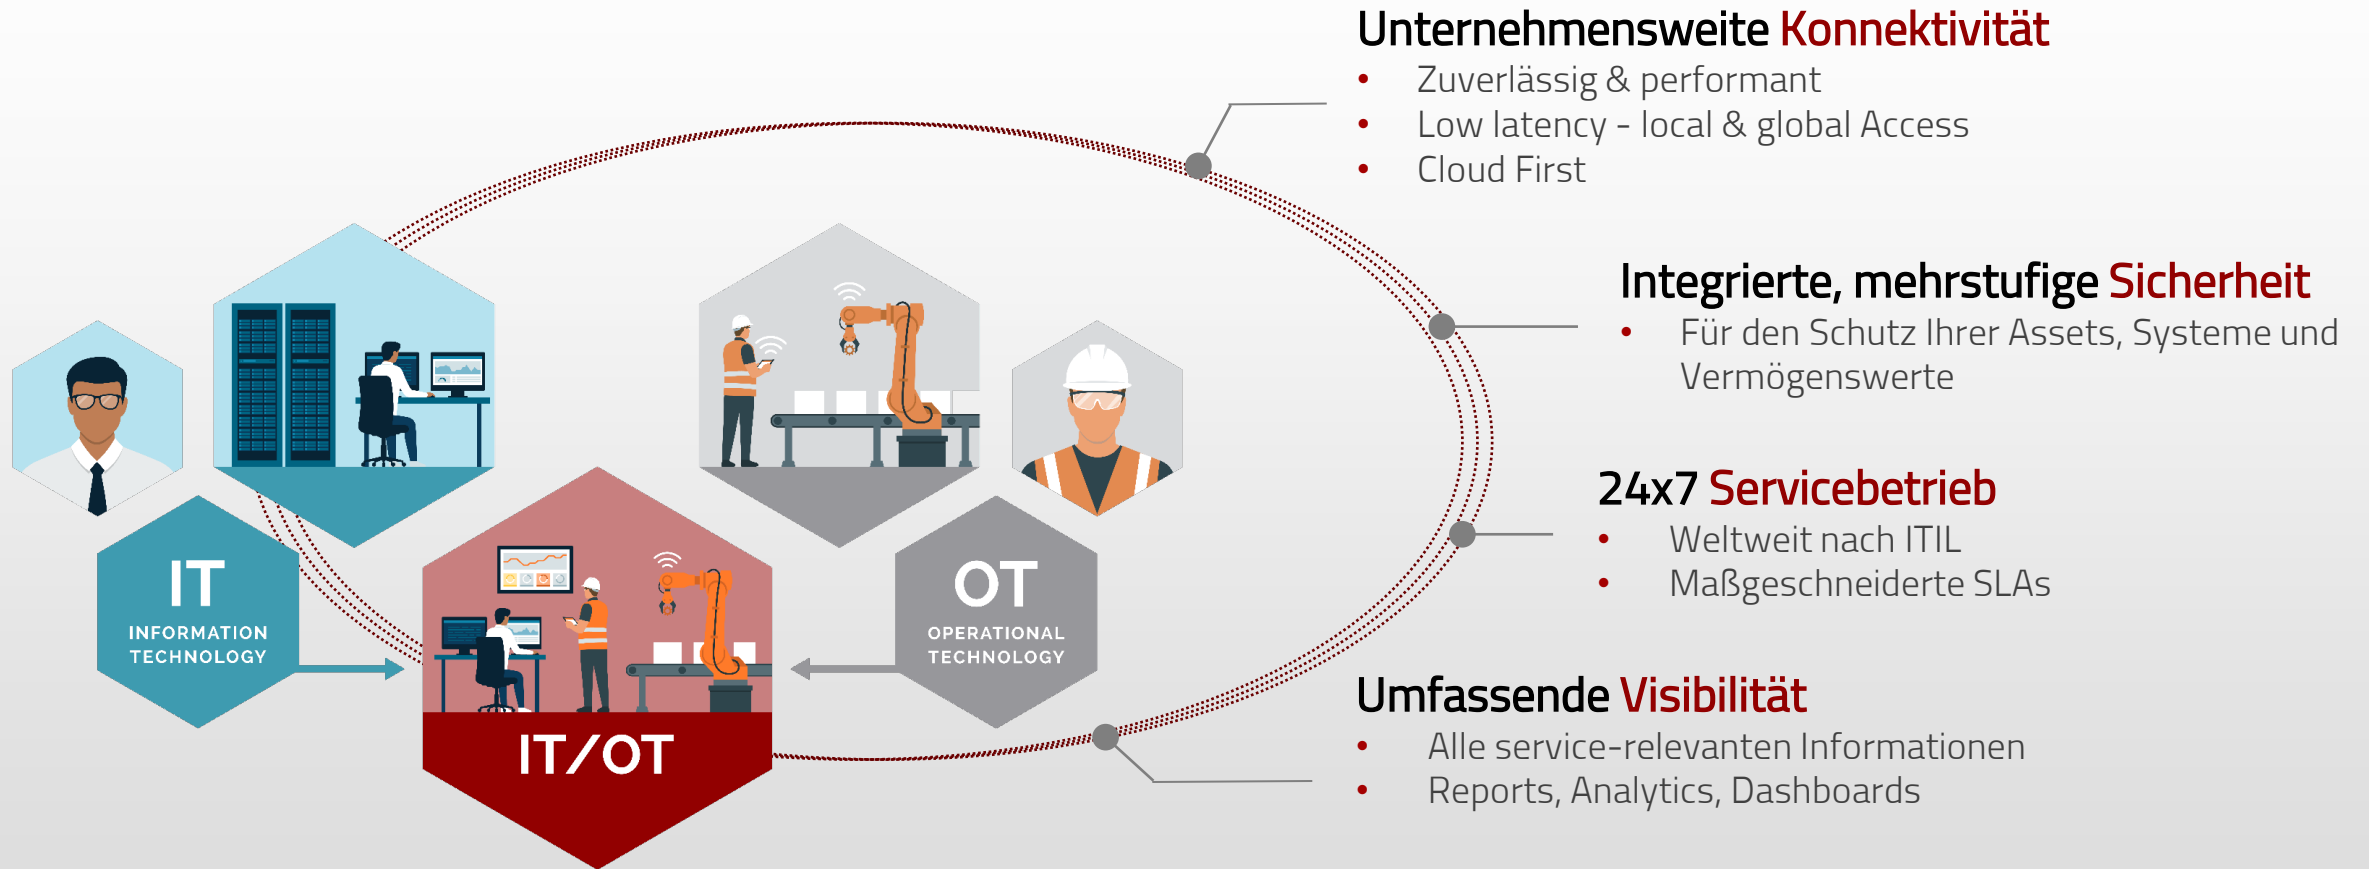 Unternehmensweite Konnektivität
• Zuverlässig & performant
• Low latency - local & global Access
• Cloud First
Integrierte, mehrstufige Sicherheit
• Für den Schutz Ihrer Assets, Systeme und
Vermögenswerte
24x7 Servicebetrieb
• Weltweit nach ITIL
• Maßgeschneiderte SLAs
Umfassende Visibilität
• Alle service-relevanten Informationen
• Reports, Analytics, Dashboards
IT
INFORMATION
TECHNOLOGY
OT
OPERATIONAL
TECHNOLOGY
IT/OT